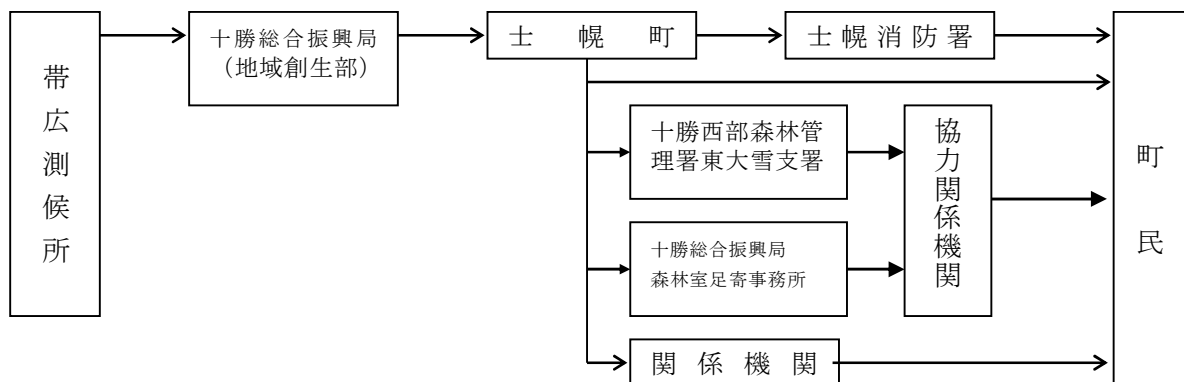 帯広測候所
十勝総合振興局
（地域創生部）
士幌町
士幌消防署
十勝西部森林管
理署東大雪支署
十勝総合振興局
森林室足寄事務所
関係機関
協力関係機関
町民